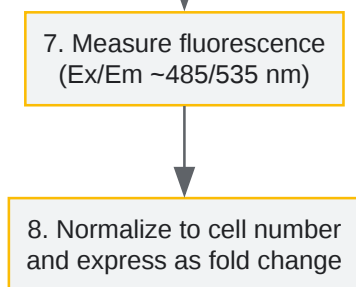 7. Measure fluorescence
(Ex/Em ~485/535 nm)
8. Normalize to cell number
and express as fold change